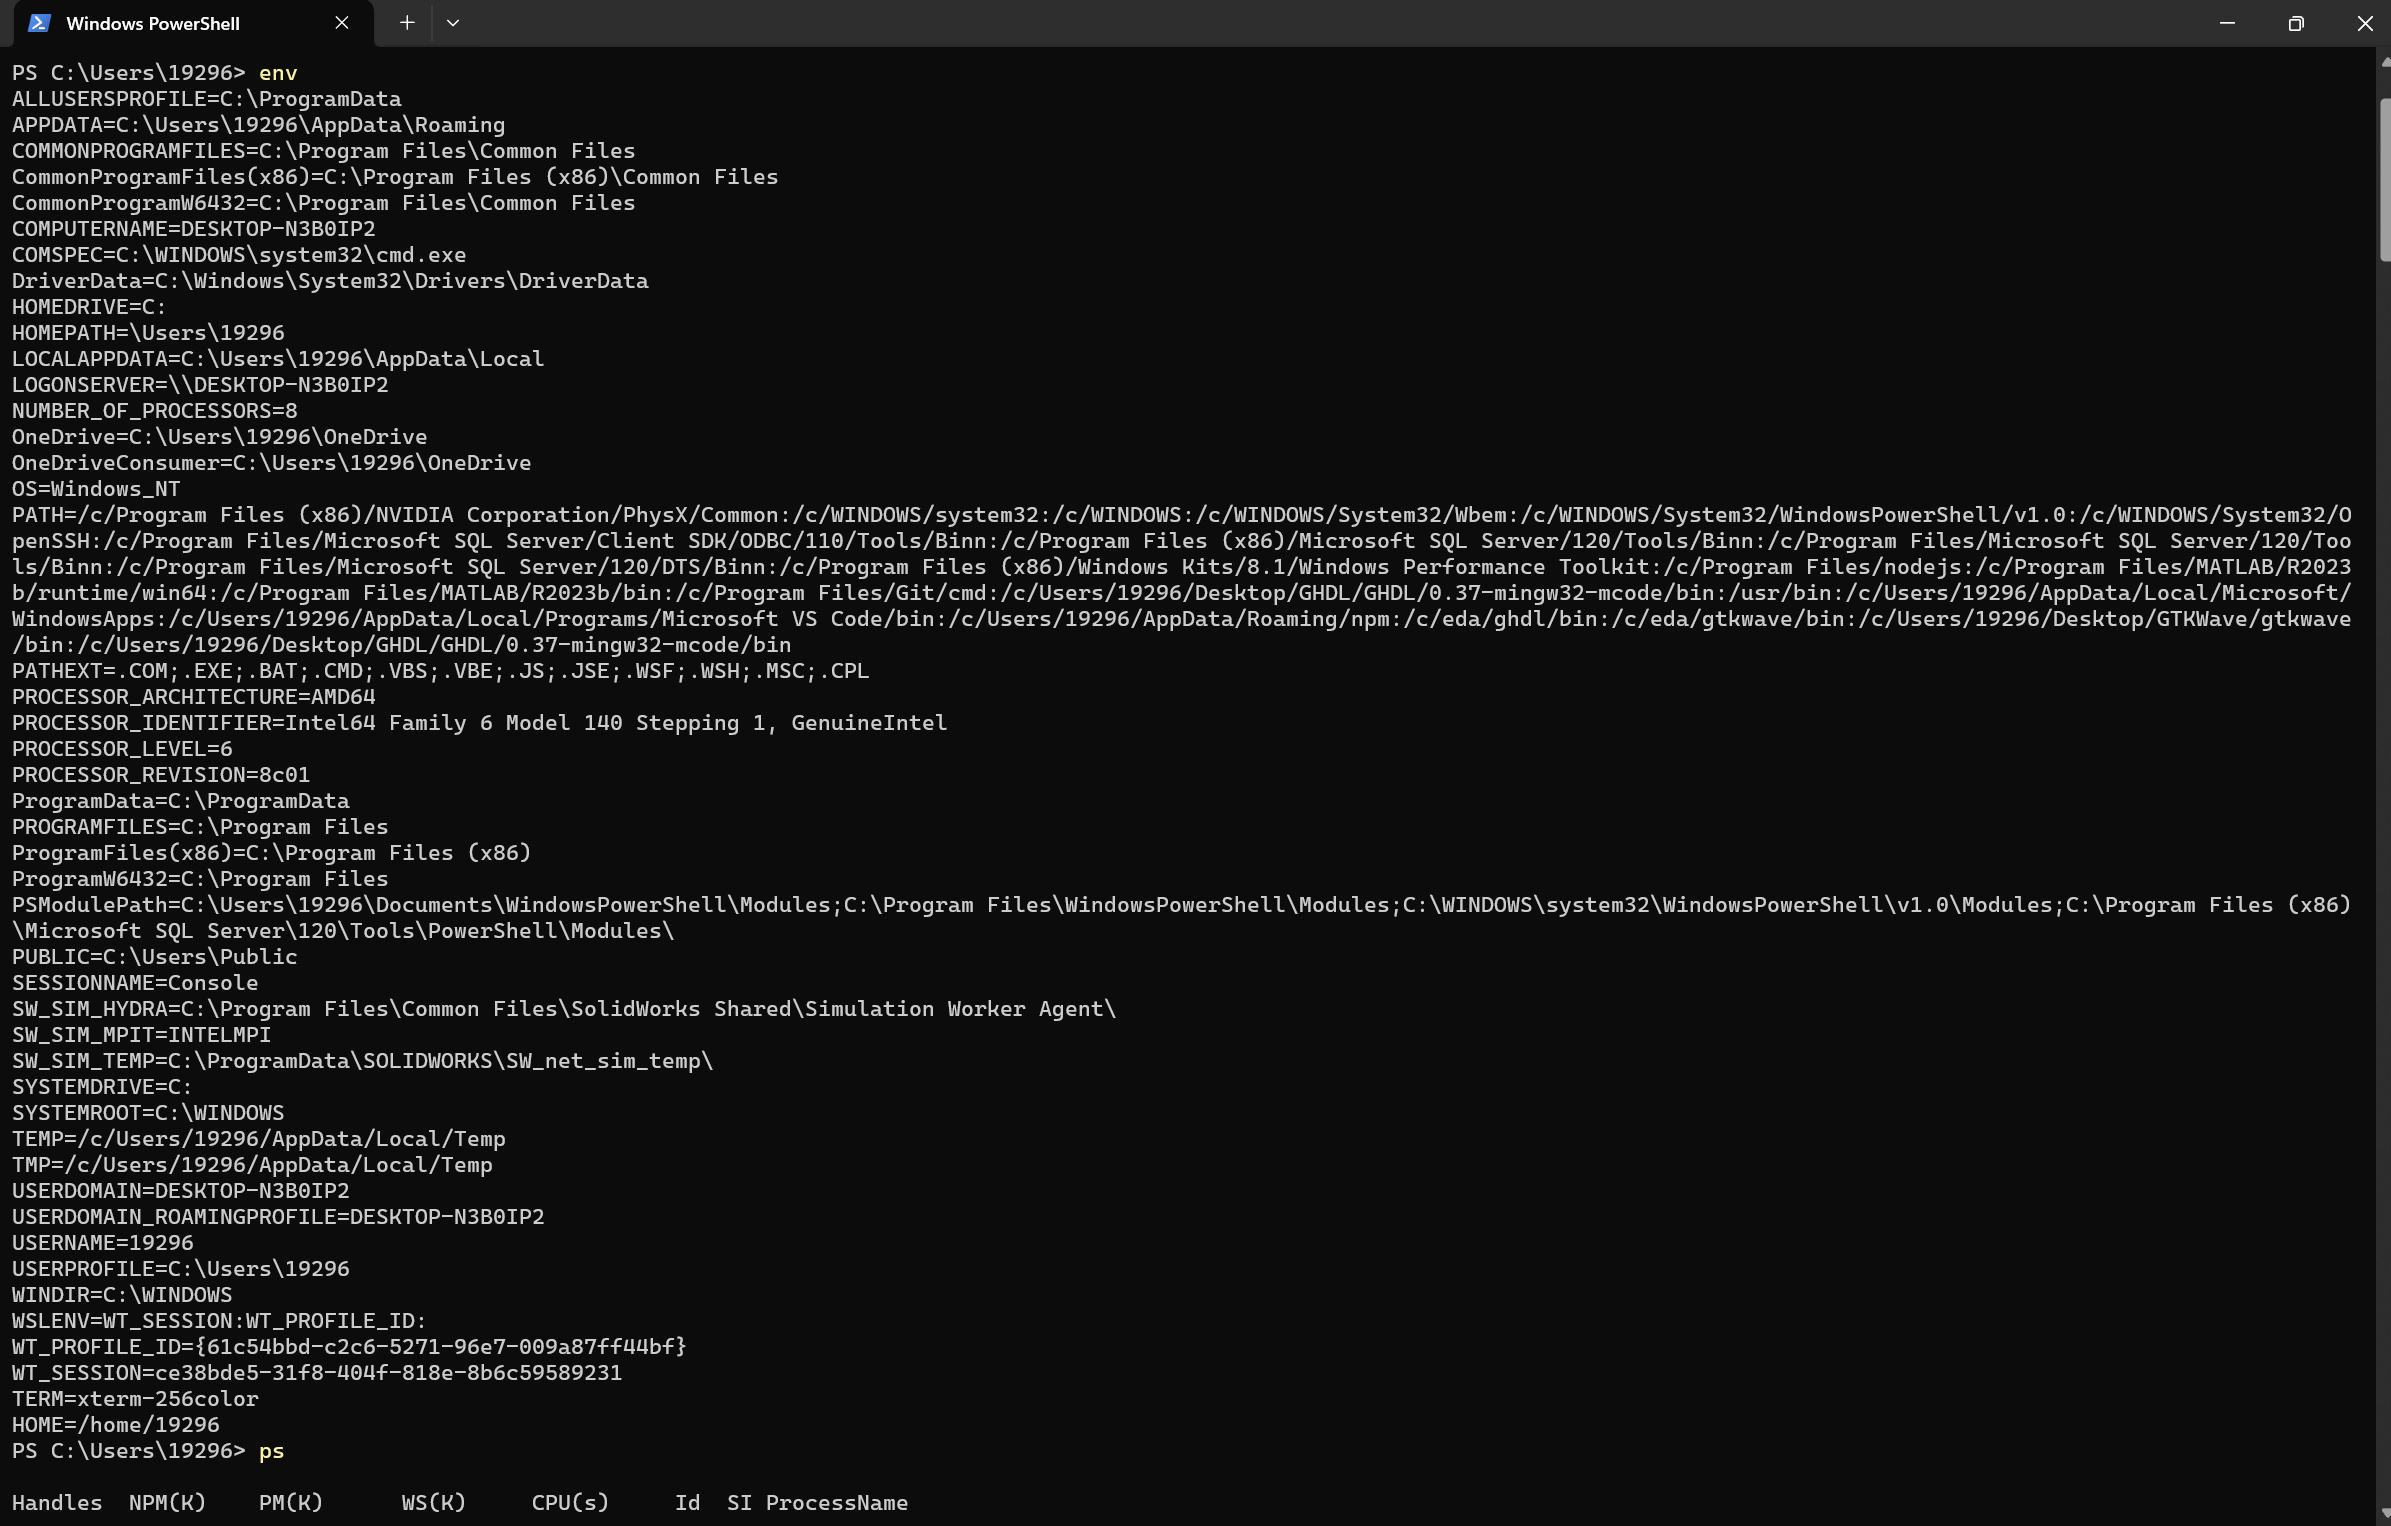 Windows PowerShell
PS C:\Users\19296> env
ALLUSERSPROFILE=C:\ProgramData
APPDATA=C:\Users\19296\AppData\Roaming
COMMONPROGRAMFILES=C:\Program Files\Common Files
CommonProgramFiles(x86)=C:\Program Files (x86)\Common Files
CommonProgramW6432=C:\Program Files\Common Files
COMPUTERNAME=DESKTOP-N3B0IP2
COMSPEC=C:\WINDOWS\system32\cmd.exe
DriverData=C:\Windows\System32\Drivers\DriverData
HOMEDRIVE=C:
HOMEPATH=\Users\19296
LOCALAPPDATA=C:\Users\19296\AppData\Local
LOGONSERVER=\\DESKTOP-N3B0IP2
NUMBER_OF_PROCESSORS=8
OneDrive=C:\Users\19296\OneDrive
OneDriveConsumer=C:\Users\19296\OneDrive
OS=Windows_NT
PATH=/c/Program Files (x86)/NVIDIA Corporation/PhysX/Common:/c/WINDOWS/system32:/c/WINDOWS:/c/WINDOWS/System32/Wbem:/c/WINDOWS/System32/WindowsPowerShell/v1.0:/c/WINDOWS/System32/O
penSSH:/c/Program Files/Microsoft SQL Server/Client SDK/ODBC/110/Tools/Binn:/c/Program Files (x86)/Microsoft SQL Server/120/Tools/Binn:/c/Program Files/Microsoft SQL Server/120/Too
ls/Binn:/c/Program Files/Microsoft SQL Server/120/DTS/Binn:/c/Program Files (x86)/Windows Kits/8.1/Windows Performance Toolkit:/c/Program Files/nodejs:/c/Program Files/MATLAB/R2023
b/runtime/win64:/c/Program Files/MATLAB/R2023b/bin:/c/Program Files/Git/cmd:/c/Users/19296/Desktop/GHDL/GHDL/0.37-mingw32-mcode/bin:/usr/bin:/c/Users/19296/AppData/Local/Microsoft/
WindowsApps:/c/Users/19296/AppData/Local/Programs/Microsoft VS Code/bin:/c/Users/19296/AppData/Roaming/npm:/c/eda/ghdl/bin:/c/eda/gtkwave/bin:/c/Users/19296/Desktop/GTKWave/gtkwave
/bin:/c/Users/19296/Desktop/GHDL/GHDL/0.37-mingw32-mcode/bin
PATHEXT=.COM;.EXE;.BAT;.CMD;.VBS;.VBE;.JS;.JSE;.WSF;.WSH;.MSC;.CPL
PROCESSOR_ARCHITECTURE=AMD64
PROCESSOR_IDENTIFIER=Intel64 Family 6 Model 140 Stepping 1, GenuineIntel
PROCESSOR_LEVEL=6
PROCESSOR_REVISION=8c01
ProgramData=C:\ProgramData
PROGRAMFILES=C:\Program Files
ProgramFiles(x86)=C:\Program Files (x86)
ProgramW6432=C:\Program Files
PSModulePath=C:\Users\19296\Documents\WindowsPowerShell\Modules;C:\Program Files\WindowsPowerShell\Modules;C:\WINDOWS\system32\WindowsPowerShell\v1.0\Modules;C:\Program Files (x86)
\Microsoft SQL Server\120\Tools\PowerShell\Modules\
PUBLIC=C:\Users\Public
SESSIONNAME=Console
SW_SIM_HYDRA=C:\Program Files\Common Files\SolidWorks Shared\Simulation Worker Agent\
SW_SIM_MPIT=INTELMPI
SW_SIM_TEMP=C:\ProgramData\SOLIDWORKS\SW_net_sim_temp\
SYSTEMDRIVE=C:
SYSTEMROOT=C:\WINDOWS
TEMP=/c/Users/19296/AppData/Local/Temp
TMP=/c/Users/19296/AppData/Local/Temp
USERDOMAIN=DESKTOP-N3B0IP2
USERDOMAIN_ROAMINGPROFILE=DESKTOP-N3B0IP2
USERNAME=19296
USERPROFILE=C:\Users\19296
WINDIR=C:\WINDOWS
WSLENV=WT_SESSION:WT_PROFILE_ID:
WT_PROFILE_ID={61c54bbd-c2c6-5271-96e7-009a87ff44bf}
WT_SESSION=ce38bde5-31f8-404f-818e-8b6c59589231
TERM=xterm-256color
HOME=/home/19296
PS C:\Users\19296> ps
Handles  NPM(K)    PM(K)      WS(K)     CPU(s)     Id  SI ProcessName